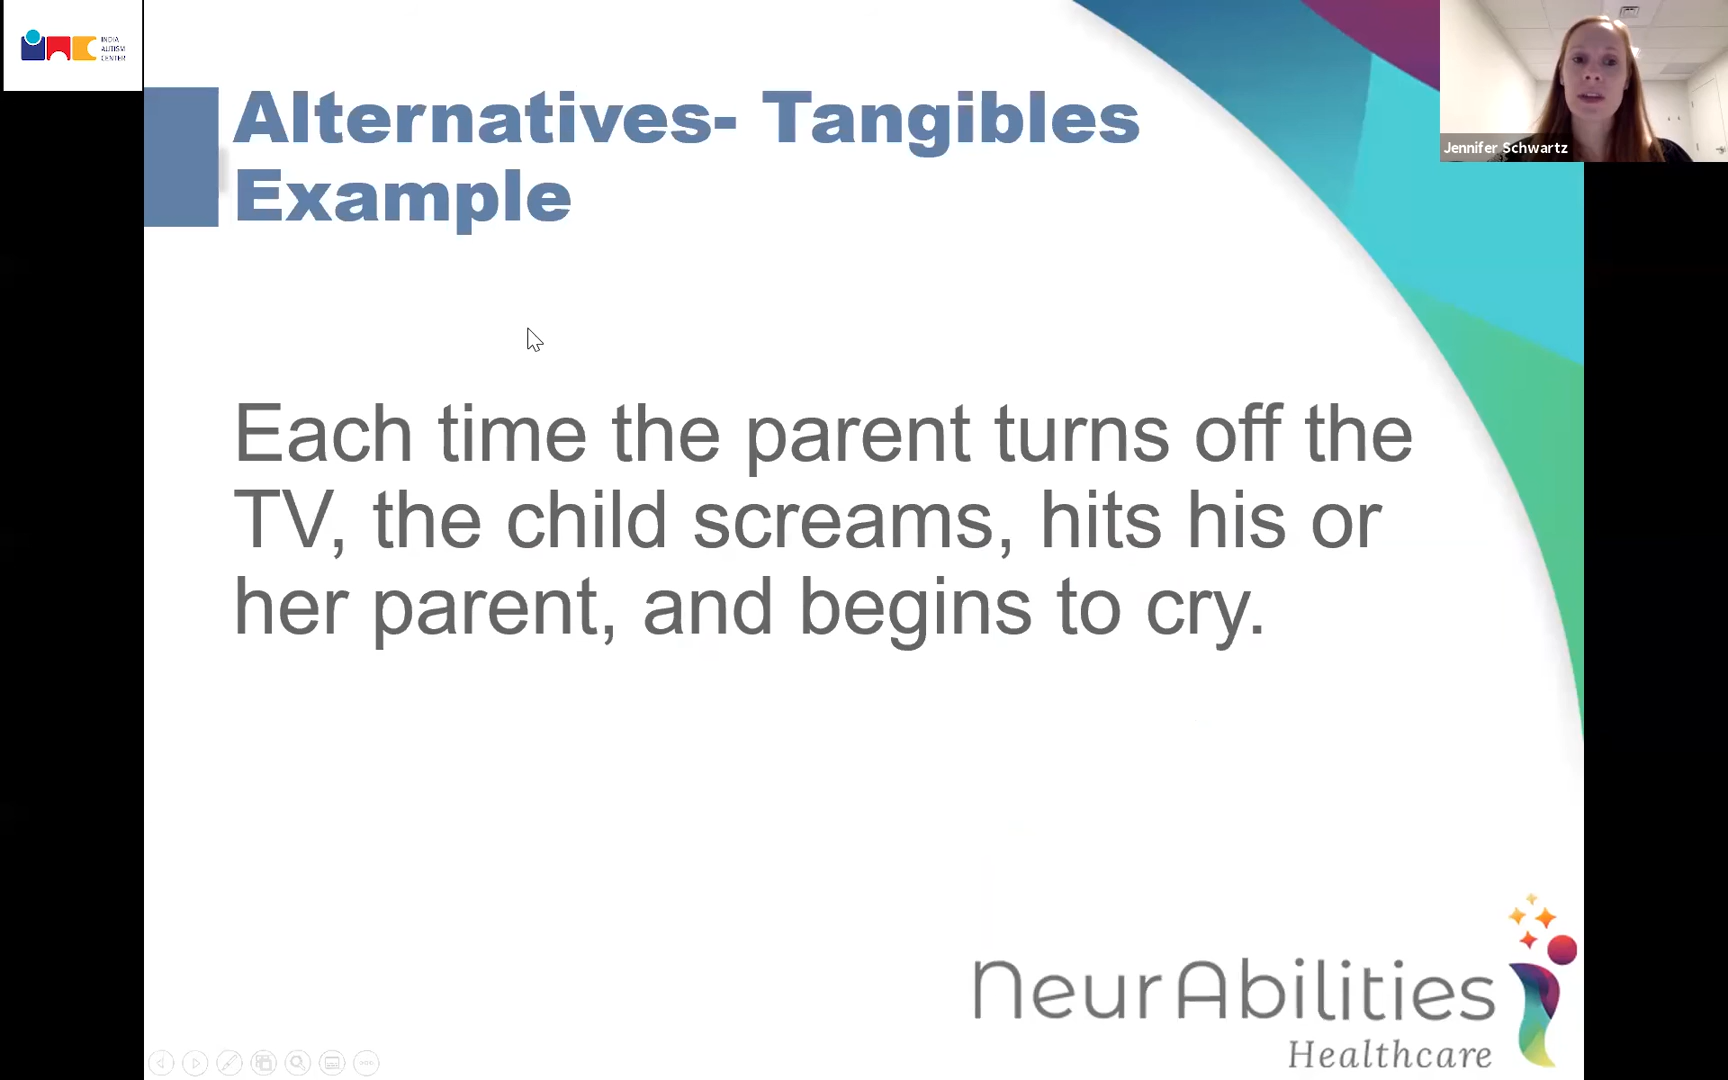 INDIA
AUTISM
CENTER
Alternatives- Tangibles
Example
Jennifer Schwartz
Each time the parent turns off the
TV, the child screams, hits his or
her parent, and begins to cry.
NeurAbilities
Healthcare